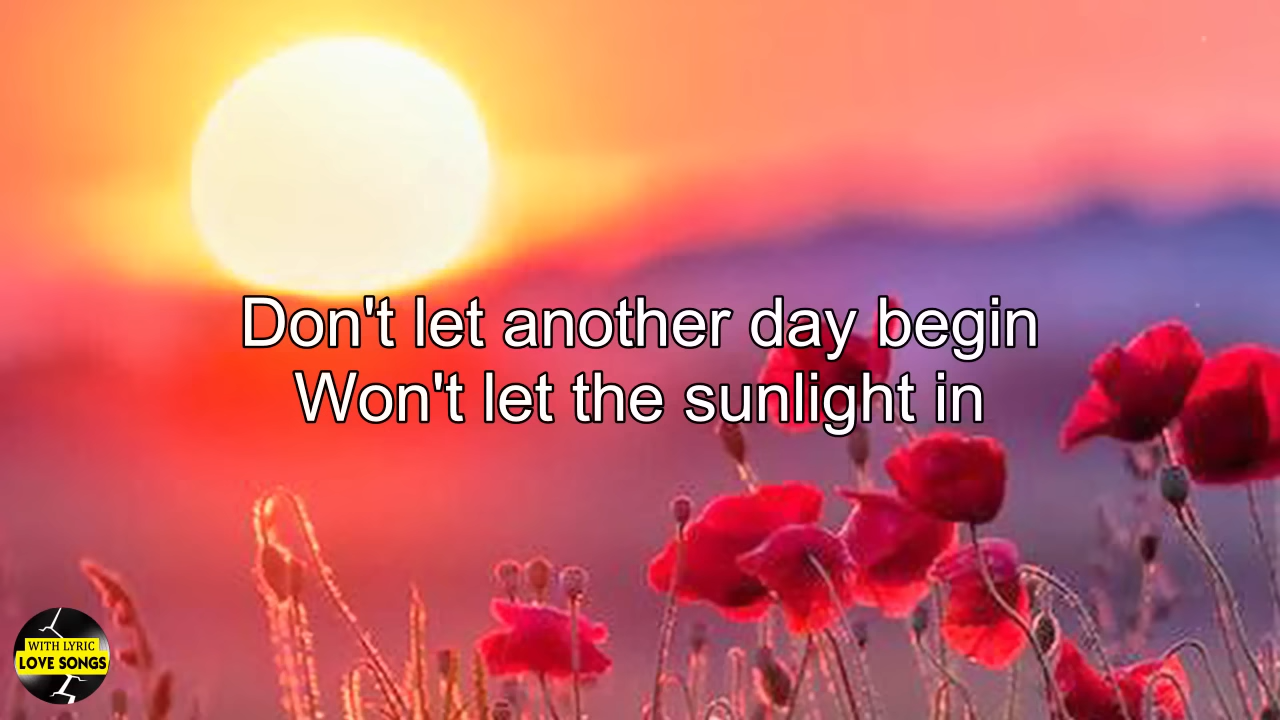 Don't let another day begin
Won't let the sunlight in
WITH LYRIC
LOVE SONGS